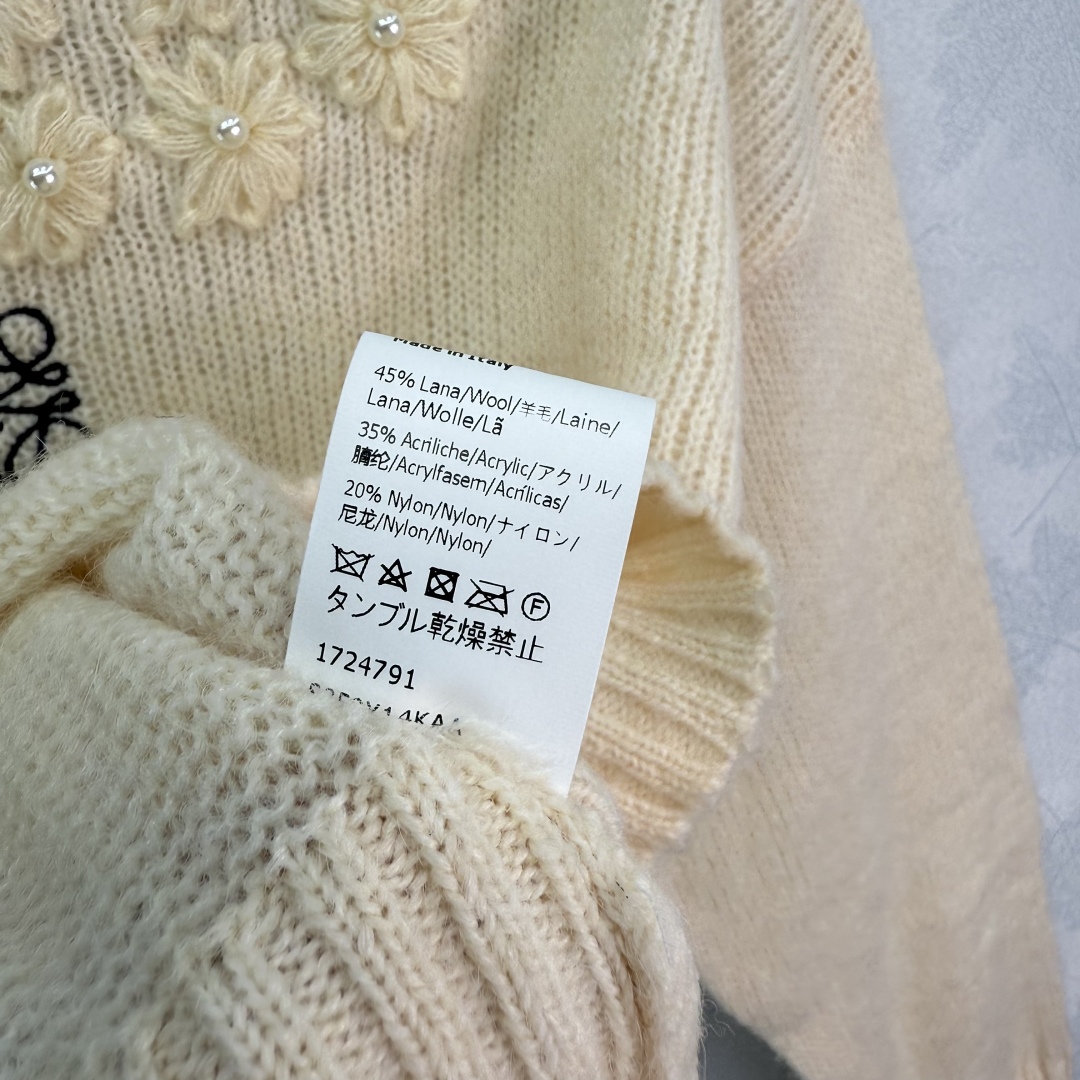 Made in Italy
45% Lana/Wool/羊毛/Laine/
Lana/Wolle/Lã
35% Acriliche/Acrylic/アクリル/
腈纶/Acrylfasern/Acrílicas/
20% Nylon/Nylon/ナイロン/
尼龙/Nylon/Nylon/
F
タンブル乾燥禁止
1724791